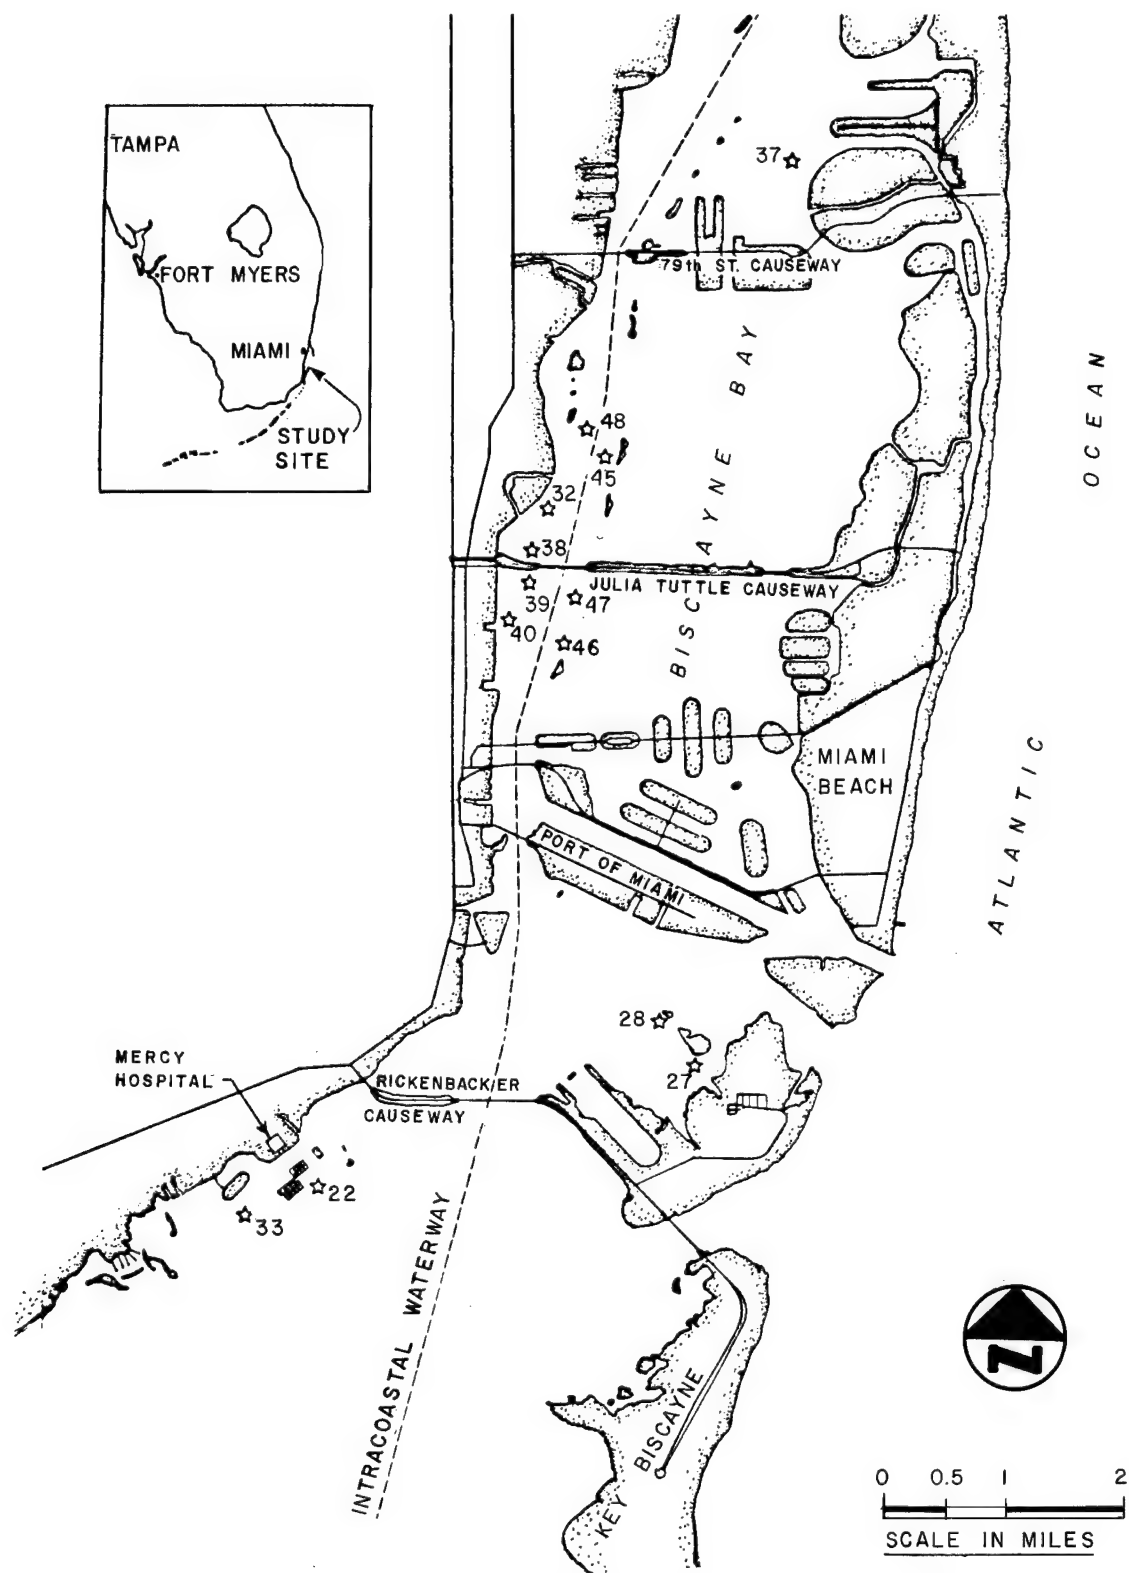 TAMPA
FORT MYERS
MIAMI
STUDY
SITE
37
79th ST. CAUSEWAY
BISCAYNE BAY
OCEAN
48
45
32
38
JULIA TUTTLE CAUSEWAY
39
47
40
46
MIAMI
BEACH
ATLANTIC
PORT OF MIAMI
28
27
MERCY
HOSPITAL
RICKENBACKER
CAUSEWAY
22
33
INTRACOASTAL WATERWAY
KEY BISCAYNE
N
0 0.5 1 2
SCALE IN MILES